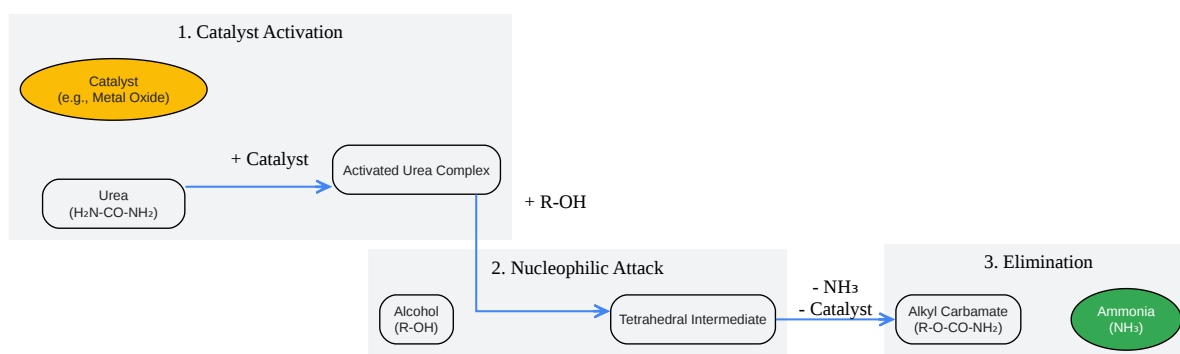 1. Catalyst Activation
Catalyst
(e.g., Metal Oxide)
+ Catalyst
Activated Urea Complex
Urea
(H₂N-CO-NH₂)
+ R-OH
2. Nucleophilic Attack
Alcohol
(R-OH)
Tetrahedral Intermediate
- NH₃
- Catalyst
3. Elimination
Alkyl Carbamate
(R-O-CO-NH₂)
Ammonia
(NH₃)